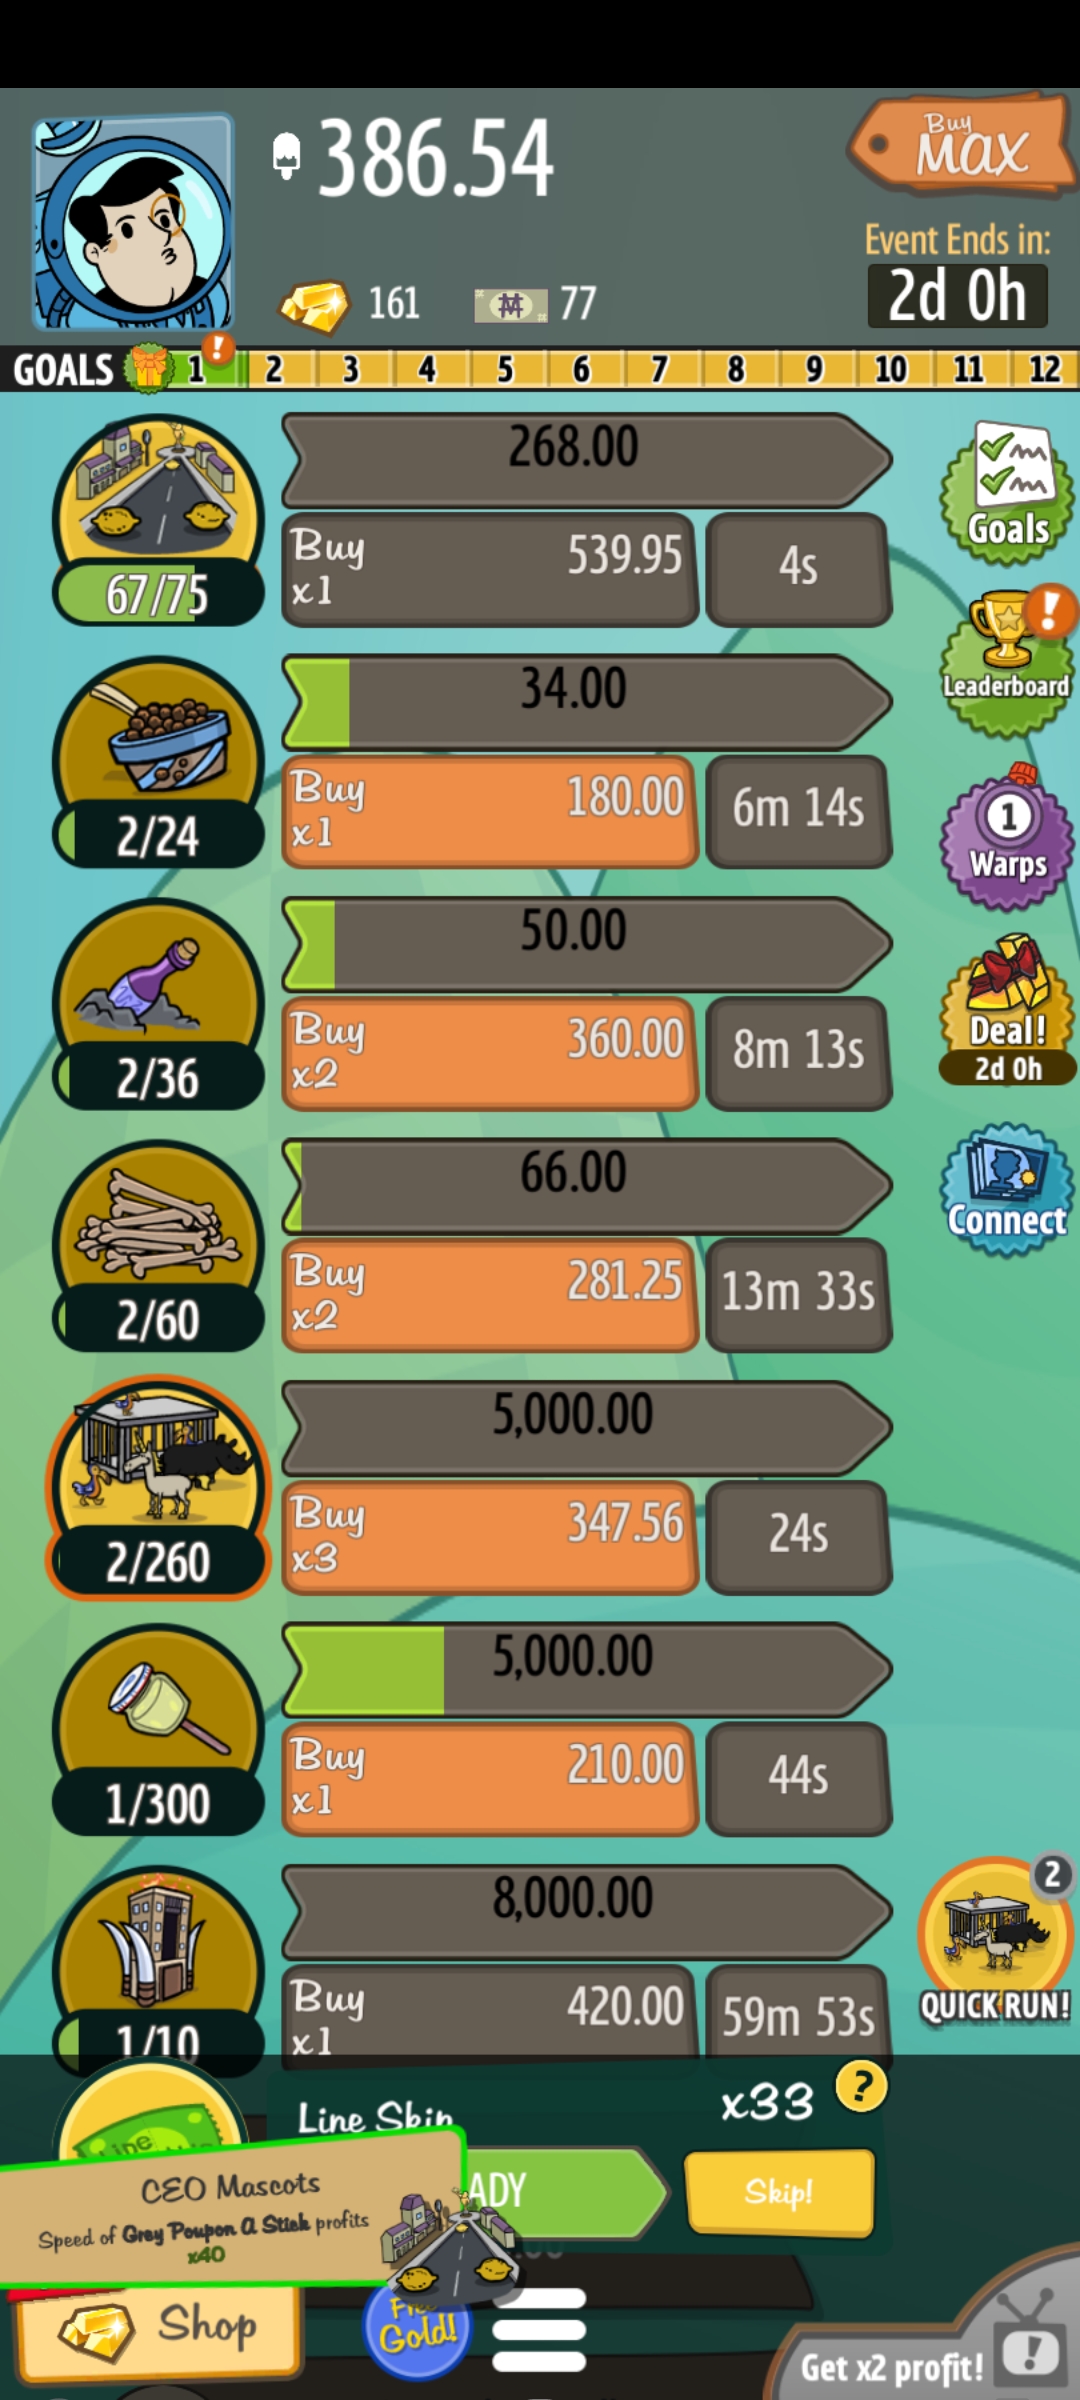 386.54
Buy
MAX
161
77
Event Ends in:
2d 0h
GOALS 1 ! 2 3 4 5 6 7 8 9 10 11 12
268.00
67/75
Buy
x1
539.95
4s
Goals
34.00
2/24
Buy
x1
180.00
6m 14s
!
Leaderboard
50.00
2/36
Buy
x2
360.00
8m 13s
1
Warps
66.00
2/60
Buy
x2
281.25
13m 33s
Deal!
2d 0h
Connect
5,000.00
2/260
Buy
x3
347.56
24s
5,000.00
1/300
Buy
x1
210.00
44s
8,000.00
1/10
Buy
x1
420.00
59m 53s
2
QUICK RUN!
Line Skip
x33
?
ADY
Skip!
CEO Mascots
Speed of Grey Poupon A Stick profits
x40
Shop
Free
Gold!
Get x2 profit!
!